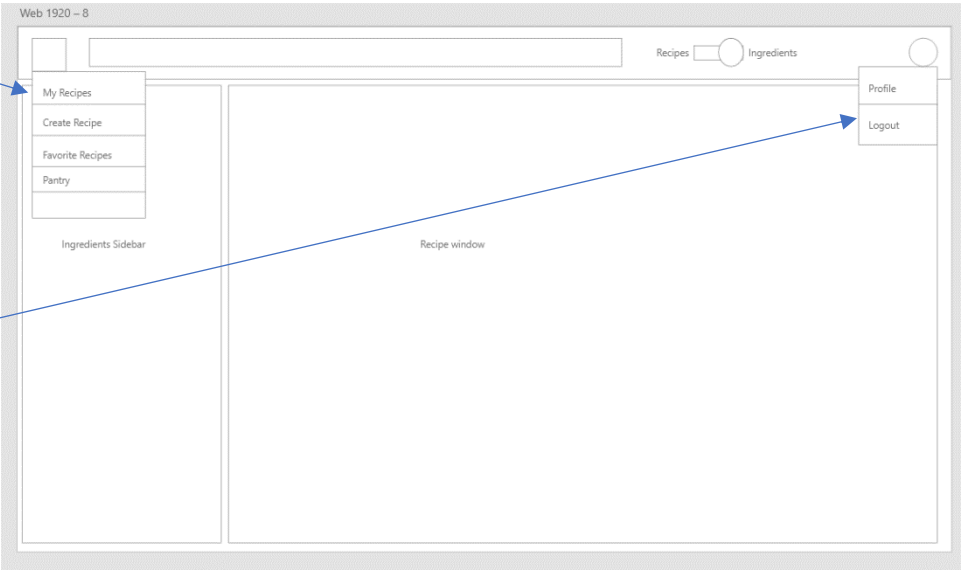 Web 1920 – 8
Recipes Ingredients
My Recipes
Create Recipe
Favorite Recipes
Pantry
Profile
Logout
Ingredients Sidebar
Recipe window